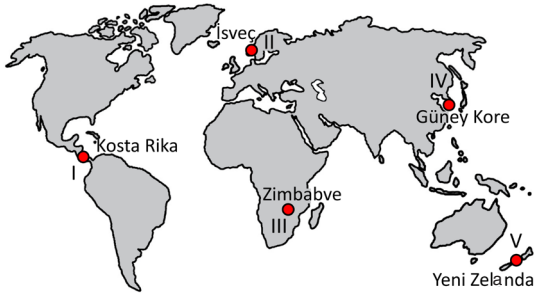 İsveç
II
IV
Güney Kore
Kosta Rika
I
Zimbabve
III
V
Yeni Zelanda